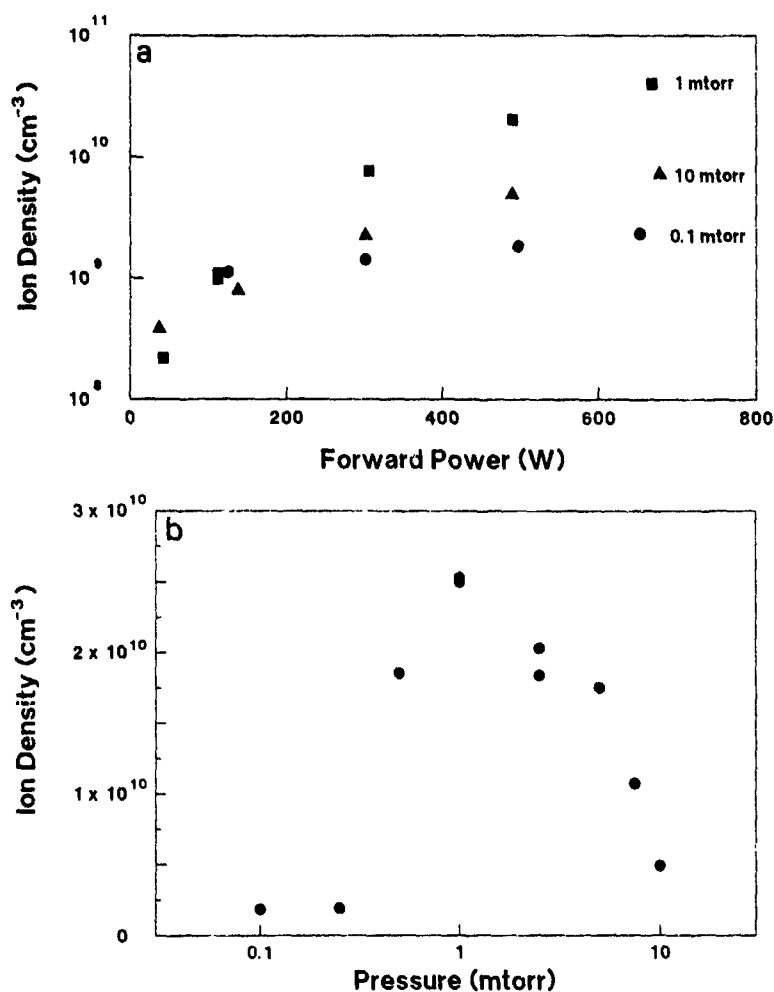 a
10¹¹
10¹⁰
10⁹
10⁸
Ion Density (cm⁻³)
1 mtorr
10 mtorr
0.1 mtorr
0 200 400 600 800
Forward Power (W)
b
3 x 10¹⁰
2 x 10¹⁰
1 x 10¹⁰
0
Ion Density (cm⁻³)
0.1 1 10
Pressure (mtorr)